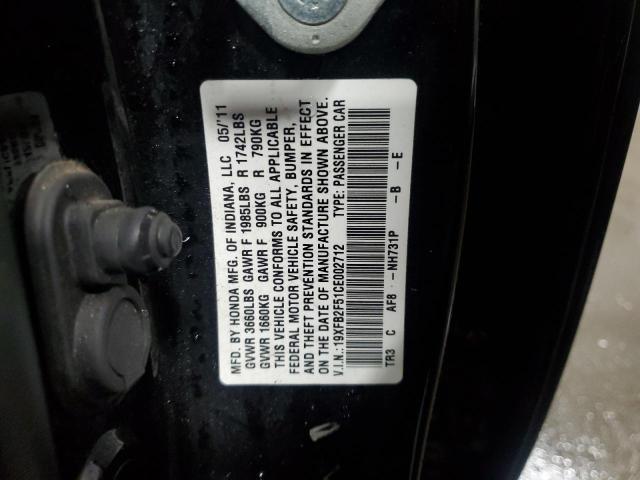 MFD. BY HONDA MFG. OF INDIANA, LLC 05/'11
GVWR 3660LBS GAWR F 1985LBS R 1742LBS
GVWR 1660KG GAWR F 900KG R 790KG
THIS VEHICLE CONFORMS TO ALL APPLICABLE
FEDERAL MOTOR VEHICLE SAFETY, BUMPER,
AND THEFT PREVENTION STANDARDS IN EFFECT
ON THE DATE OF MANUFACTURE SHOWN ABOVE.
V.I.N.: 19XFB2F51CE002712 TYPE: PASSENGER CAR
TR3 C AF8 -NH731P -B -E